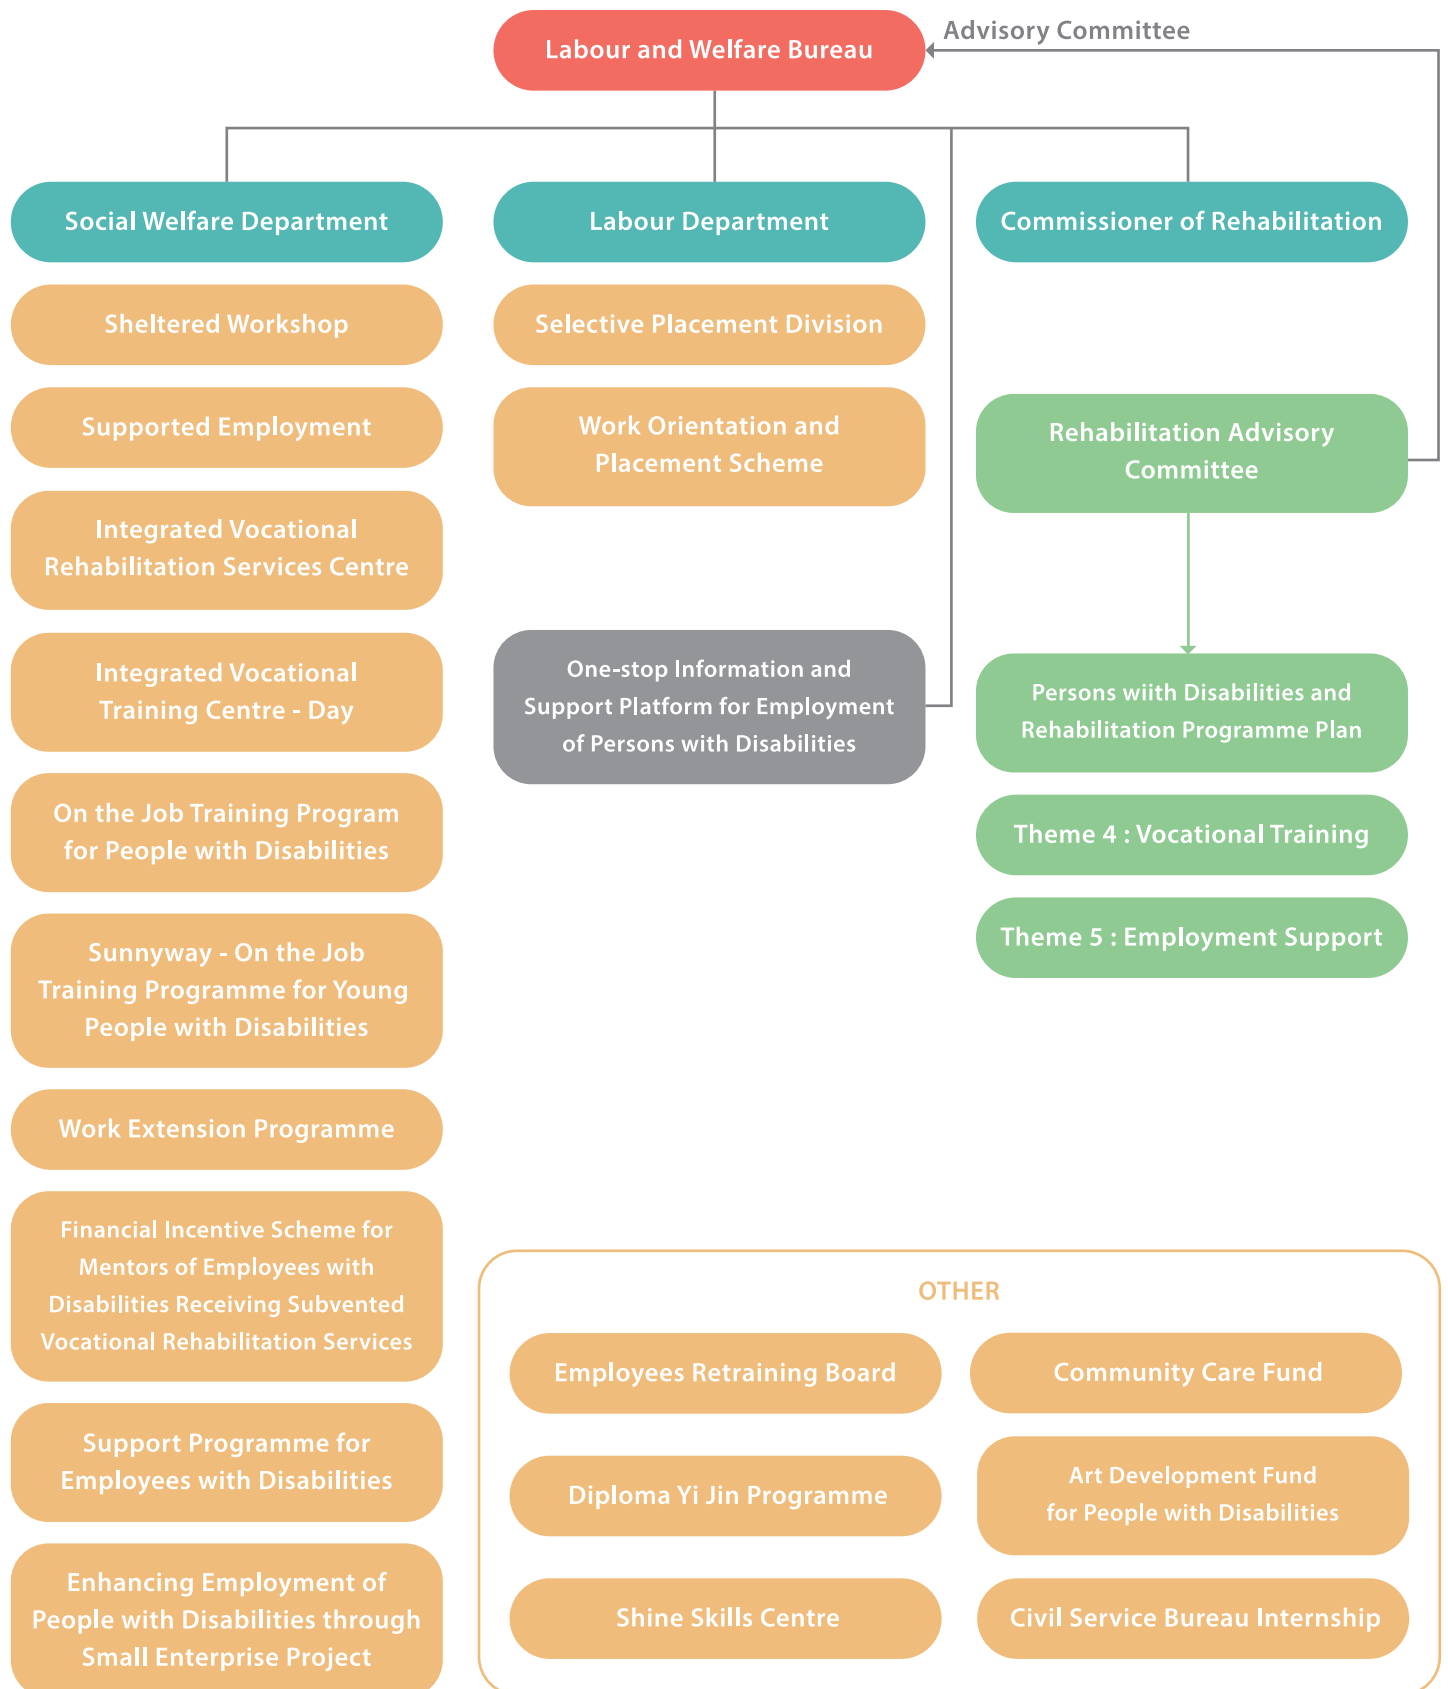 Labour and Welfare Bureau
Advisory Committee
Social Welfare Department
Labour Department
Commissioner of Rehabilitation
Sheltered Workshop
Supported Employment
Integrated Vocational
Rehabilitation Services Centre
Integrated Vocational
Training Centre - Day
On the Job Training Program
for People with Disabilities
Sunnyway - On the Job
Training Programme for Young
People with Disabilities
Work Extension Programme
Financial Incentive Scheme for
Mentors of Employees with
Disabilities Receiving Subvented
Vocational Rehabilitation Services
Support Programme for
Employees with Disabilities
Enhancing Employment of
People with Disabilities through
Small Enterprise Project
Selective Placement Division
Work Orientation and
Placement Scheme
One-stop Information and
Support Platform for Employment
of Persons with Disabilities
Rehabilitation Advisory
Committee
Persons wiith Disabilities and
Rehabilitation Programme Plan
Theme 4 : Vocational Training
Theme 5 : Employment Support
OTHER
Employees Retraining Board
Community Care Fund
Diploma Yi Jin Programme
Art Development Fund
for People with Disabilities
Shine Skills Centre
Civil Service Bureau Internship